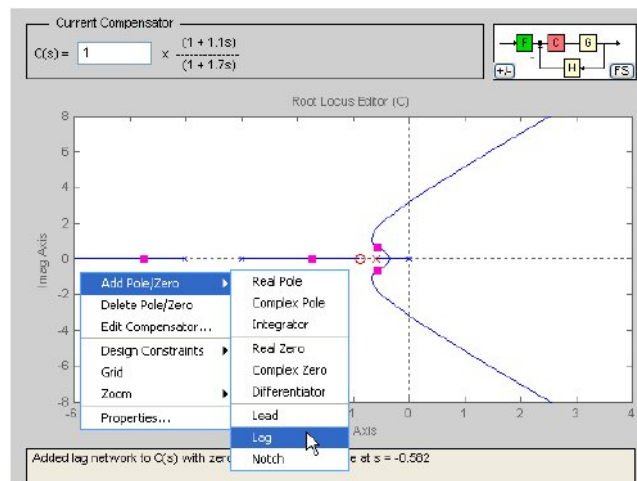 Current Compensator
C(s) = 1 x (1 + 1.1s)
(1 + 1.7s)
F C G
H
+/- FS
Root Locus Editor (C)
8
6
4
2
0
-2
-4
-6
-8
Imag Axis
-6 0 1 2 3 4
Axis
Add Pole/Zero
Delete Pole/Zero
Edit Compensator...
Design Constraints
Grid
Zoom
Properties...
Real Pole
Complex Pole
Integrator
Real Zero
Complex Zero
Differentiator
Lead
Lag
Notch
Added lag network to C(s) with zero e at s = -0.582